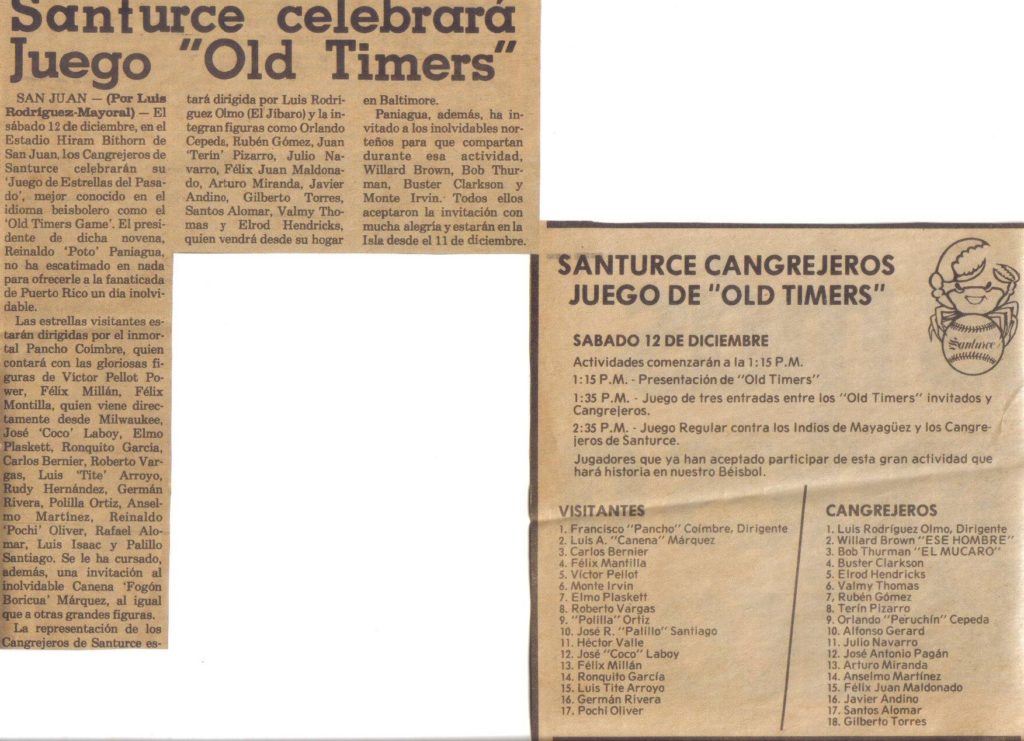 Santurce celebrará
Juego "Old Timers"
SAN JUAN — (Por Luis
Rodríguez-Mayoral) — El
sábado 12 de diciembre, en el
Estadio Hiram Bithorn de
San Juan, los Cangrejeros de
Santurce celebrarán su
'Juego de Estrellas del Pasa-
do', mejor conocido en el
idioma beisbolero como el
'Old Timers Game'. El presi-
dente de dicha novena,
Reinaldo 'Poto' Paniagua,
no ha escatimado en nada
para ofrecerle a la fanaticada
de Puerto Rico un día inolvi-
dable.
Las estrellas visitantes es-
tarán dirigidas por el inmor-
tal Pancho Coimbre, quien
contará con las gloriosas fi-
guras de Víctor Pellot Po-
wer, Félix Millán, Félix
Montilla, quien viene direc-
tamente desde Milwaukee,
José 'Coco' Laboy, Elmo
Plaskett, Ronquito García,
Carlos Bernier, Roberto Var-
gas, Luis 'Tite' Arroyo,
Rudy Hernández, Germán
Rivera, Polilla Ortiz, Ansel-
mo Martínez, Reinaldo
'Pochi' Oliver, Rafael Alo-
mar, Luis Isaac y Palillo
Santiago. Se le ha cursado,
además, una invitación al
inolvidable Canena 'Fogón
Boricua' Márquez, al igual
que a otras grandes figuras.
La representación de los
Cangrejeros de Santurce es-
tará dirigida por Luis Rodrí-
guez Olmo (El Jíbaro) y la in-
tegran figuras como Orlando
Cepeda, Rubén Gómez, Juan
'Terín' Pizarro, Julio Na-
varro, Félix Juan Maldona-
do, Arturo Miranda, Javier
Andino, Gilberto Torres,
Santos Alomar, Valmy Tho-
mas y Elrod Hendricks,
quien vendrá desde su hogar
en Baltimore.
Paniagua, además, ha in-
vitado a los inolvidables nor-
teños para que compartan
durante esa actividad,
Willard Brown, Bob Thur-
man, Buster Clarkson y
Monte Irvin. Todos ellos
aceptaron la invitación con
mucha alegría y estarán en la
Isla desde el 11 de diciembre.
SANTURCE CANGREJEROS
JUEGO DE "OLD TIMERS"
Santurce
SABADO 12 DE DICIEMBRE
Actividades comenzarán a la 1:15 P.M.
1:15 P.M. - Presentación de "Old Timers"
1:35 P.M. - Juego de tres entradas entre los "Old Timers" invitados y
Cangrejeros.
2:35 P.M. - Juego Regular contra los Indios de Mayagüez y los Cangre-
jeros de Santurce.
Jugadores que ya han aceptado participar de esta gran actividad que
hará historia en nuestro Béisbol.
VISITANTES
1. Francisco "Pancho" Coímbre, Dirigente
2. Luis A. "Canena" Márquez
3. Carlos Bernier
4. Félix Mantilla
5. Víctor Pellot
6. Monte Irvin
7. Elmo Plaskett
8. Roberto Vargas
9. "Polilla" Ortiz
10. José R. "Palillo" Santiago
11. Héctor Valle
12. José "Coco" Laboy
13. Félix Millán
14. Ronquito García
15. Luis Tite Arroyo
16. Germán Rivera
17. Pochi Oliver
CANGREJEROS
1. Luis Rodríguez Olmo, Dirigente
2. Willard Brown "ESE HOMBRE"
3. Bob Thurman "EL MUCARO"
4. Buster Clarkson
5. Elrod Hendricks
6. Valmy Thomas
7. Rubén Gómez
8. Terín Pizarro
9. Orlando "Peruchín" Cepeda
10. Alfonso Gerard
11. Julio Navarro
12. José Antonio Pagán
13. Arturo Miranda
14. Anselmo Martínez
15. Félix Juan Maldonado
16. Javier Andino
17. Santos Alomar
18. Gilberto Torres